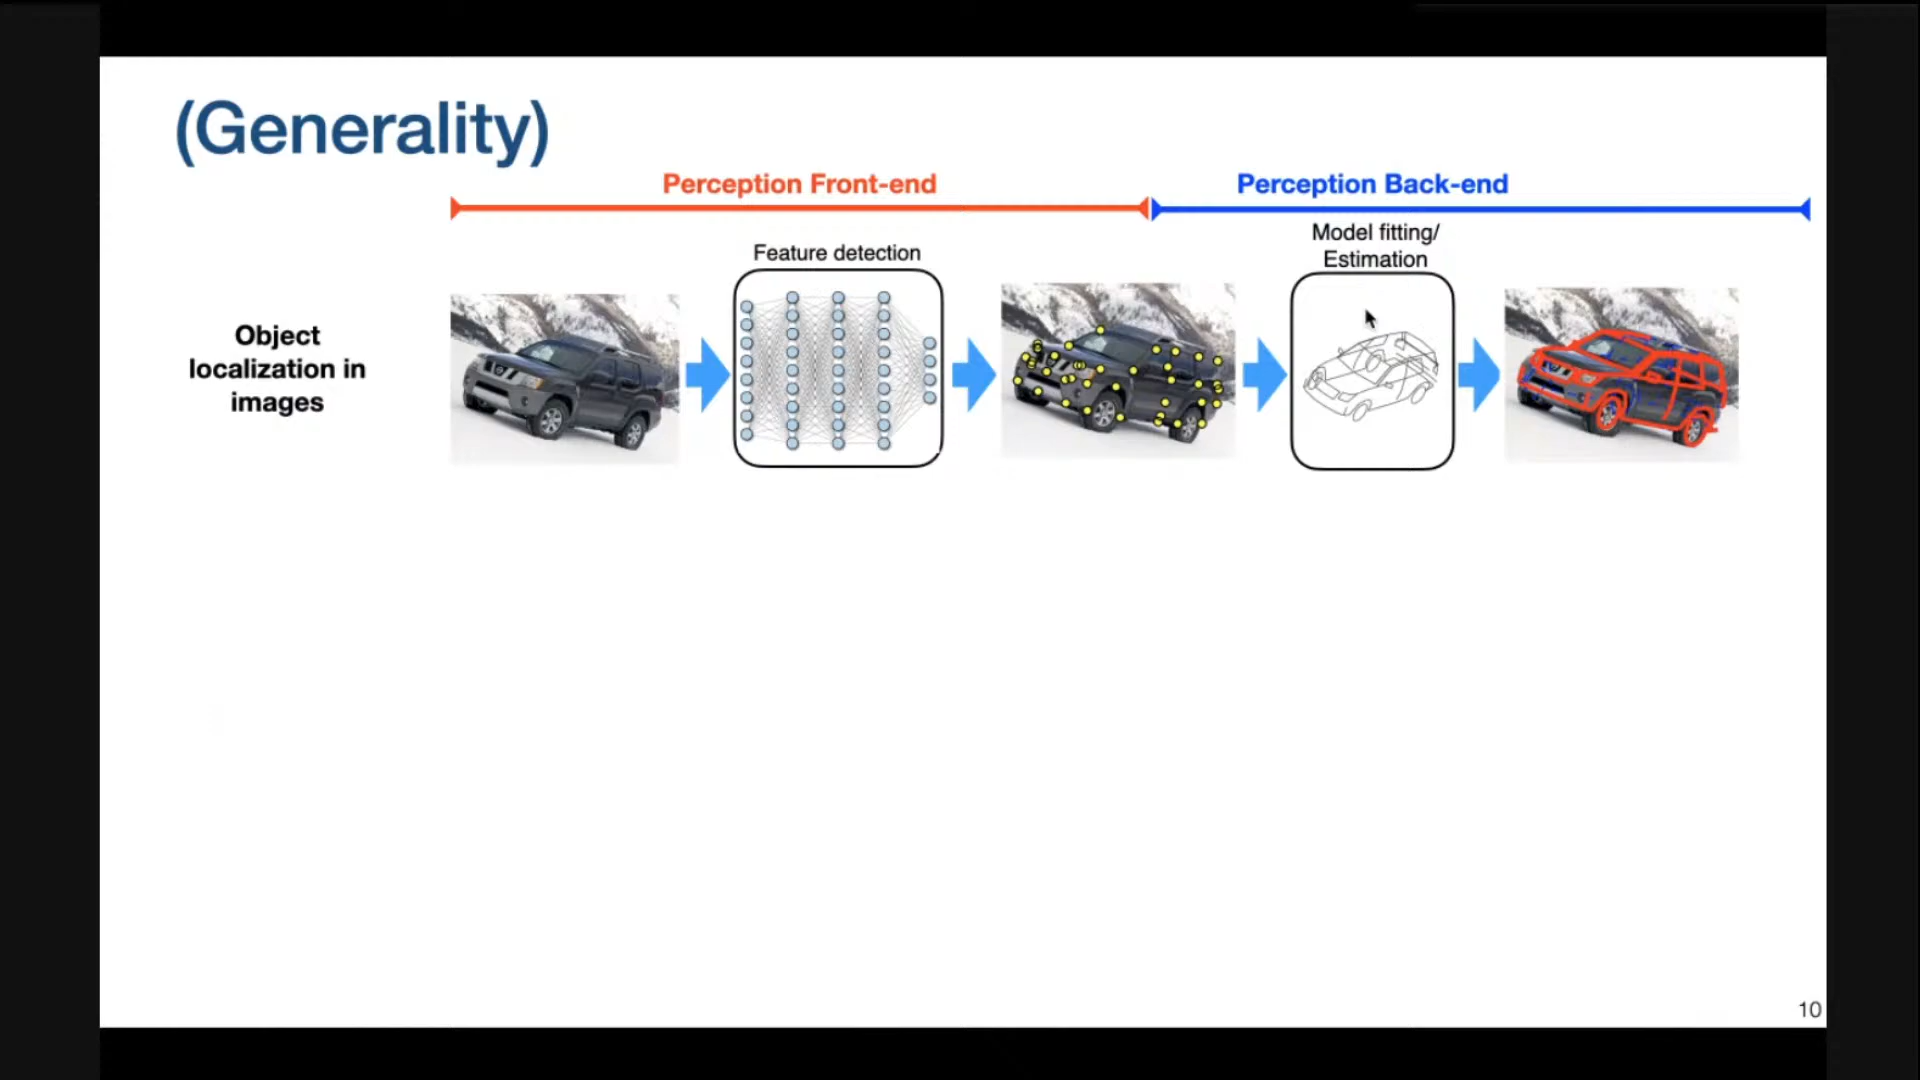 (Generality)
Perception Front-end
Perception Back-end
Feature detection
Model fitting/
Estimation
Object
localization in
images
10